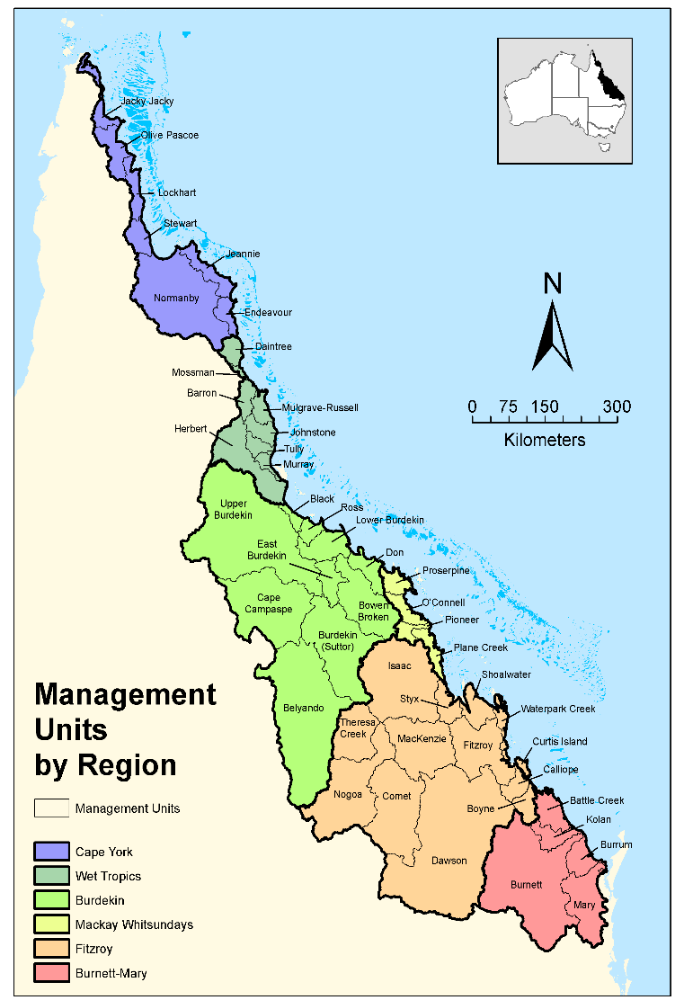 Jacky Jacky
Olive Pascoe
Lockhart
Stewart
Jeannie
Normanby
Endeavour
Daintree
Mossman
Barron
Mulgrave-Russell
Herbert
Johnstone
Tully
Murray
Black
Upper
Burdekin
Ross
Lower Burdekin
East
Burdekin
Don
Proserpine
Cape
Campaspe
Bowen
Broken
O'Connell
Pioneer
Burdekin
(Suttor)
Plane Creek
Isaac
Shoalwater
Styx
Belyando
Waterpark Creek
Theresa
Creek
MacKenzie
Fitzroy
Curtis Island
Calliope
Nogoa
Comet
Boyne
Battle Creek
Kolan
Burrum
Dawson
Burnett
Mary
N
0 75 150 300
Kilometers
Management
Units
by Region
Management Units
Cape York
Wet Tropics
Burdekin
Mackay Whitsundays
Fitzroy
Burnett-Mary